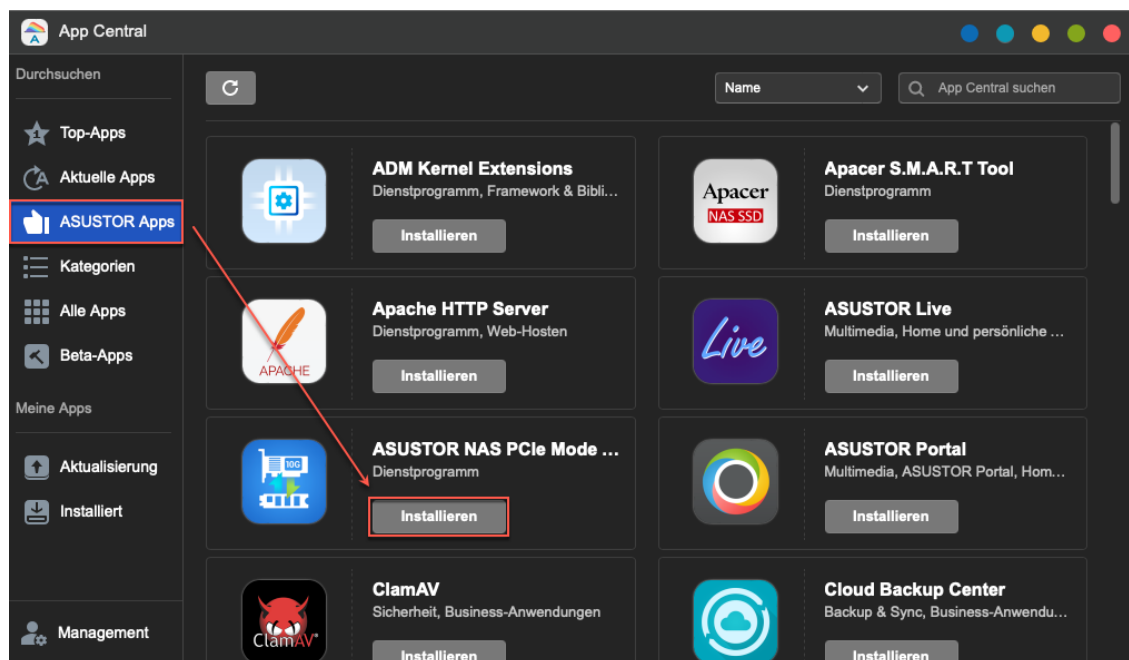 App Central
Durchsuchen
Top-Apps
Aktuelle Apps
ASUSTOR Apps
Kategorien
Alle Apps
Beta-Apps
Meine Apps
Aktualisierung
Installiert
Management
Name
App Central suchen
ADM Kernel Extensions
Dienstprogramm, Framework & Bibli...
Installieren
Apacer
NAS SSD
Apacer S.M.A.R.T Tool
Dienstprogramm
Installieren
APACHE
Apache HTTP Server
Dienstprogramm, Web-Hosten
Installieren
Live
ASUSTOR Live
Multimedia, Home und persönliche ...
Installieren
10G
ASUSTOR NAS PCIe Mode ...
Dienstprogramm
Installieren
ASUSTOR Portal
Multimedia, ASUSTOR Portal, Hom...
Installieren
ClamAV
ClamAV
Sicherheit, Business-Anwendungen
Installieren
Cloud Backup Center
Backup & Sync, Business-Anwendu...
Installieren